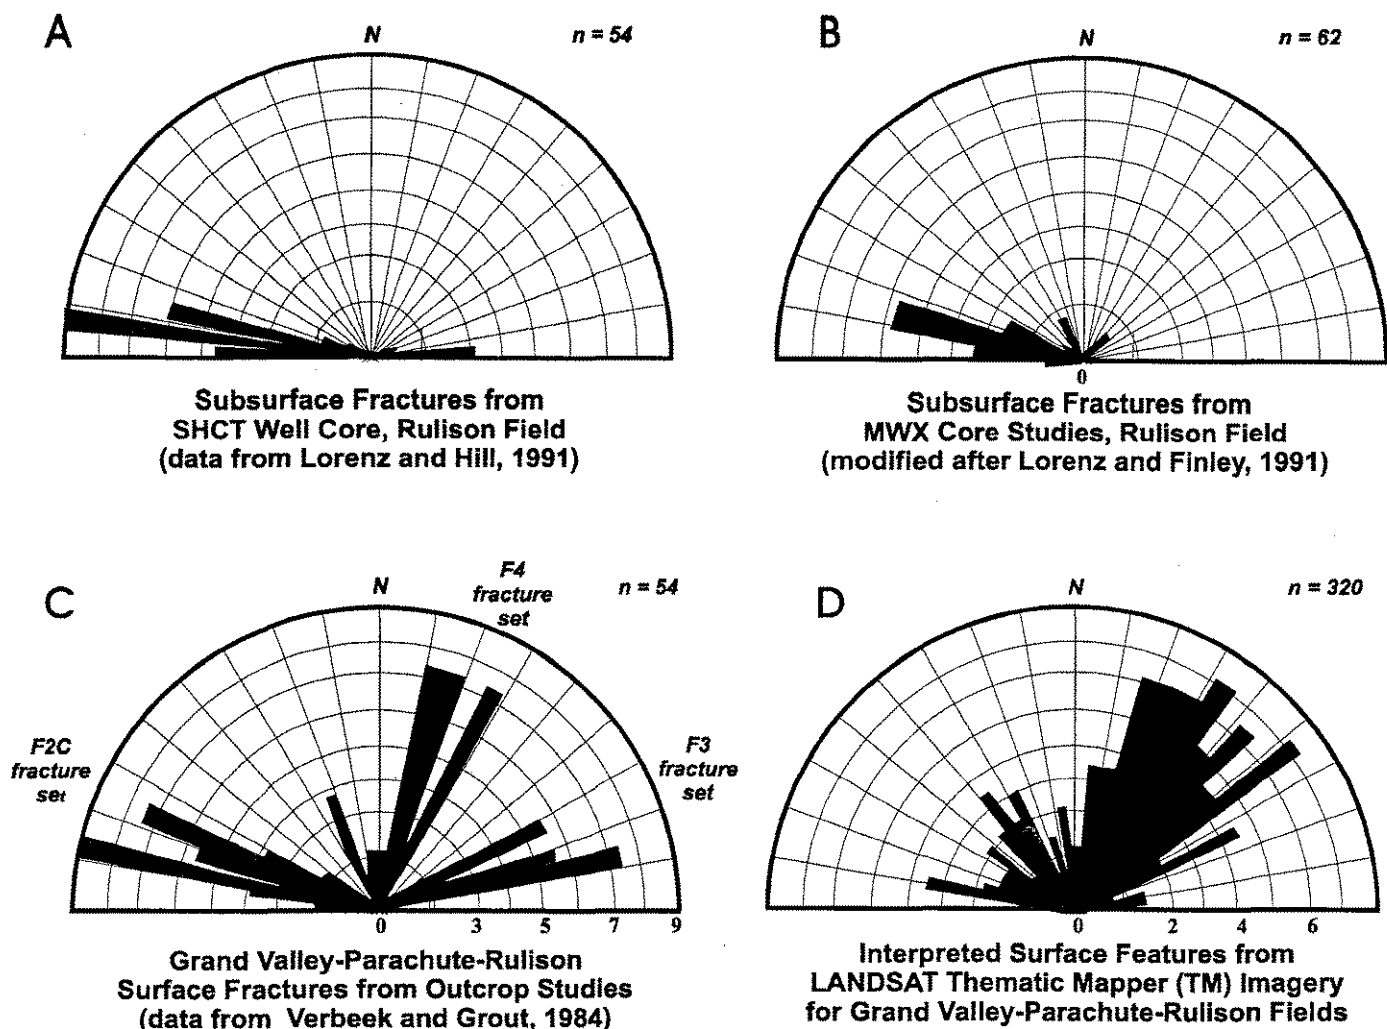 A
N
n = 54
Subsurface Fractures from
SHCT Well Core, Rulison Field
(data from Lorenz and Hill, 1991)
B
N
n = 62
0
Subsurface Fractures from
MWX Core Studies, Rulison Field
(modified after Lorenz and Finley, 1991)
C
N
F4
fracture
set
n = 54
F2C
fracture
set
F3
fracture
set
0 3 5 7 9
Grand Valley-Parachute-Rulison
Surface Fractures from Outcrop Studies
(data from Verbeek and Grout, 1984)
D
N
n = 320
0 2 4 6
Interpreted Surface Features from
LANDSAT Thematic Mapper (TM) Imagery
for Grand Valley-Parachute-Rulison Fields